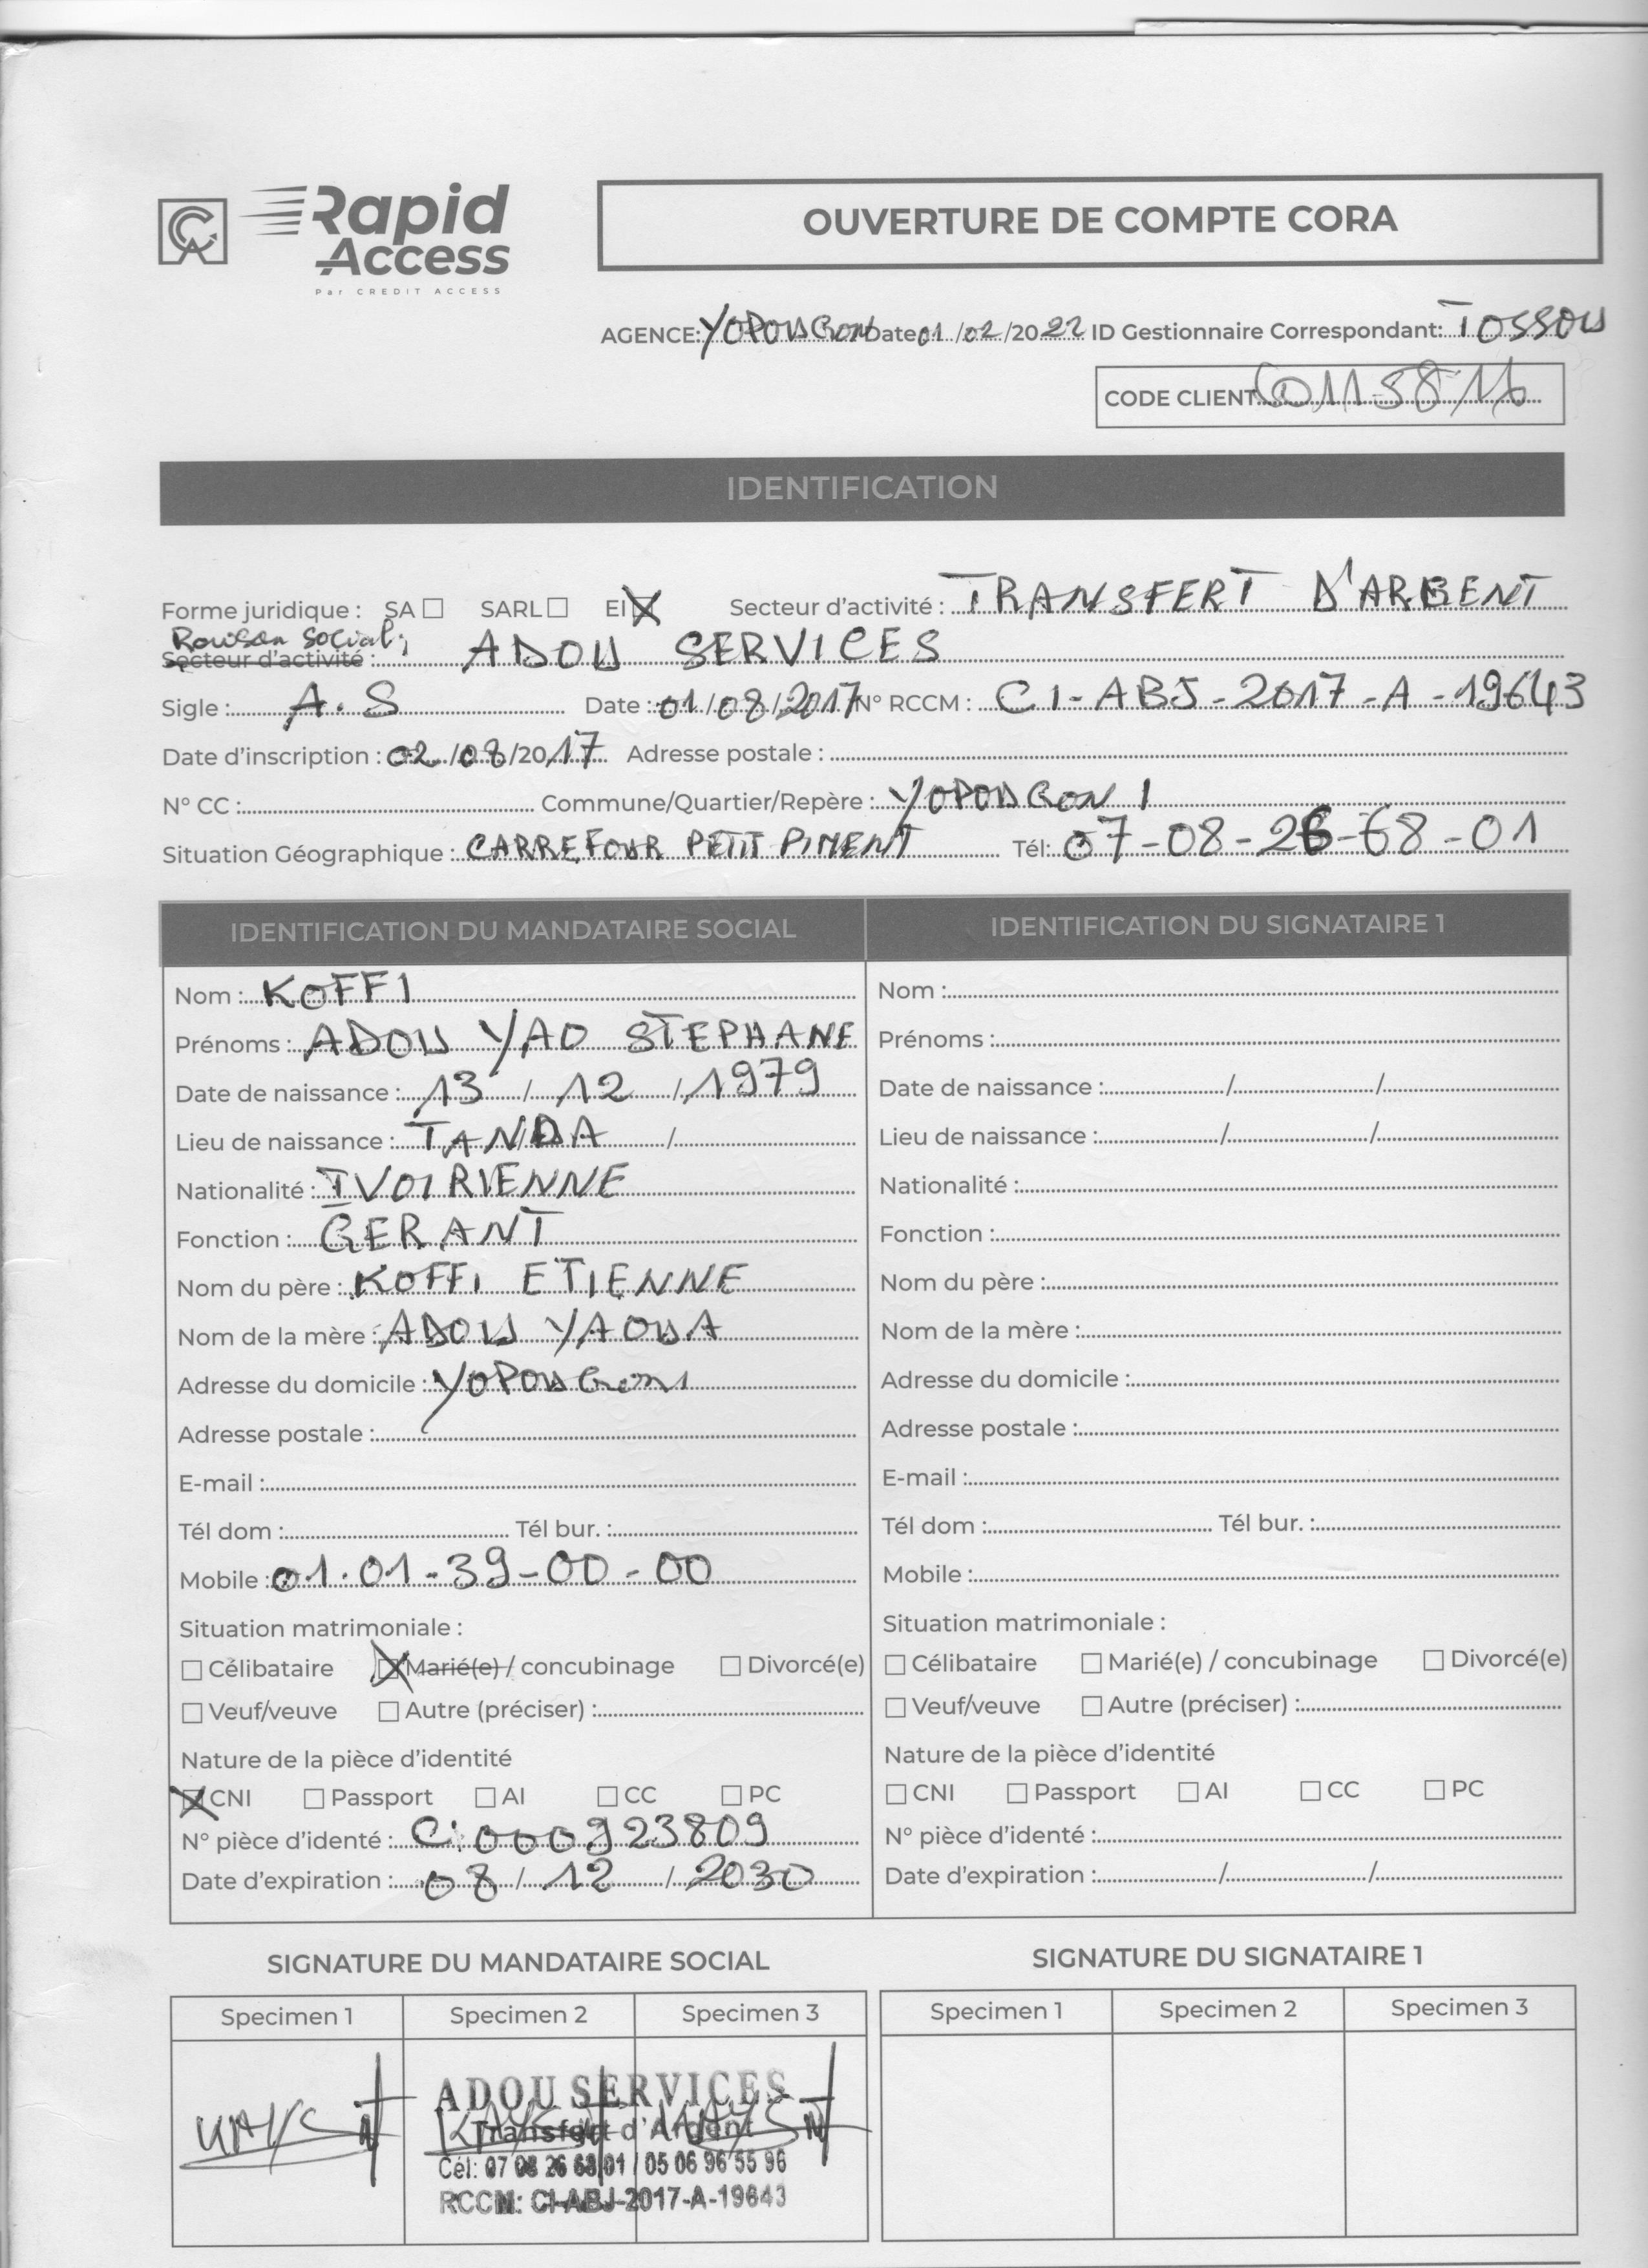 CA Rapid Access
Par CREDIT ACCESS
OUVERTURE DE COMPTE CORA
AGENCE: YOPOUGON Date 01/02/2022 ID Gestionnaire Correspondant: TOSSOU
CODE CLIENT
IDENTIFICATION
Forme juridique : SA SARL EI Secteur d'activité : TRANSFERT D'ARGENT
Raison social :
Secteur d'activité : ADOU SERVICES
Sigle : A.S Date : 01/08/2017 N° RCCM : CI-ABJ-2017-A-19643
Date d'inscription : 02/08/2017 Adresse postale :
N° CC : Commune/Quartier/Repère : YOPOUGON 1
Situation Géographique : CARREFOUR PETIT PIMENT Tél: 07-08-26-68-01
IDENTIFICATION DU MANDATAIRE SOCIAL
Nom : KOFFI
Prénoms : ADOU YAO STEPHANE
Date de naissance : 13 / 12 / 1979
Lieu de naissance : TANDA /
Nationalité : IVOIRIENNE
Fonction : GERANT
Nom du père : KOFFI ETIENNE
Nom de la mère : ADOU YAOUA
Adresse du domicile : YOPOUGON
Adresse postale :
E-mail :
Tél dom : Tél bur. :
Mobile : 01.01-39-00-00
Situation matrimoniale :
Célibataire Marié(e) / concubinage Divorcé(e)
Veuf/veuve Autre (préciser) :
Nature de la pièce d'identité
CNI Passport AI CC PC
N° pièce d'identé : CI 000923809
Date d'expiration : 08 / 12 / 2030
IDENTIFICATION DU SIGNATAIRE 1
Nom :
Prénoms :
Date de naissance : / /
Lieu de naissance : / /
Nationalité :
Fonction :
Nom du père :
Nom de la mère :
Adresse du domicile :
Adresse postale :
E-mail :
Tél dom : Tél bur. :
Mobile :
Situation matrimoniale :
Célibataire Marié(e) / concubinage Divorcé(e)
Veuf/veuve Autre (préciser) :
Nature de la pièce d'identité
CNI Passport AI CC PC
N° pièce d'identé :
Date d'expiration : / /
SIGNATURE DU MANDATAIRE SOCIAL
Specimen 1 Specimen 2 Specimen 3
ADOU SERVICES
Transfert d'Argent
Cél: 07 08 26 68 01 / 05 06 96 55 96
RCCM: CI-ABJ-2017-A-19643
SIGNATURE DU SIGNATAIRE 1
Specimen 1 Specimen 2 Specimen 3